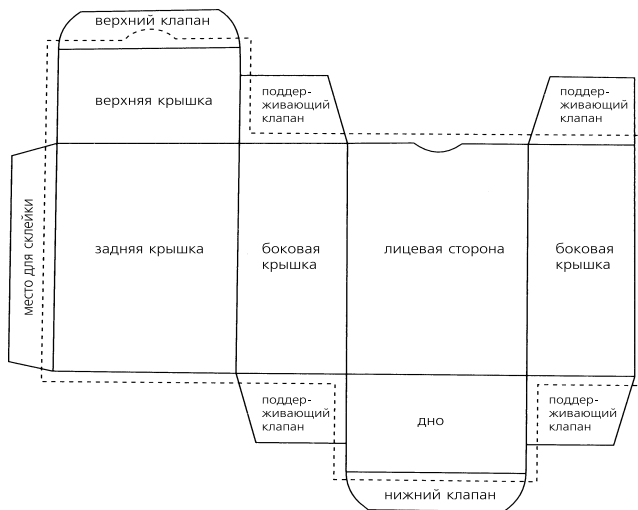 верхний клапан
верхняя крышка
поддер-
живающий
клапан
поддер-
живающий
клапан
место для склейки
задняя крышка
боковая
крышка
лицевая сторона
боковая
крышка
поддер-
живающий
клапан
дно
поддер-
живающий
клапан
нижний клапан